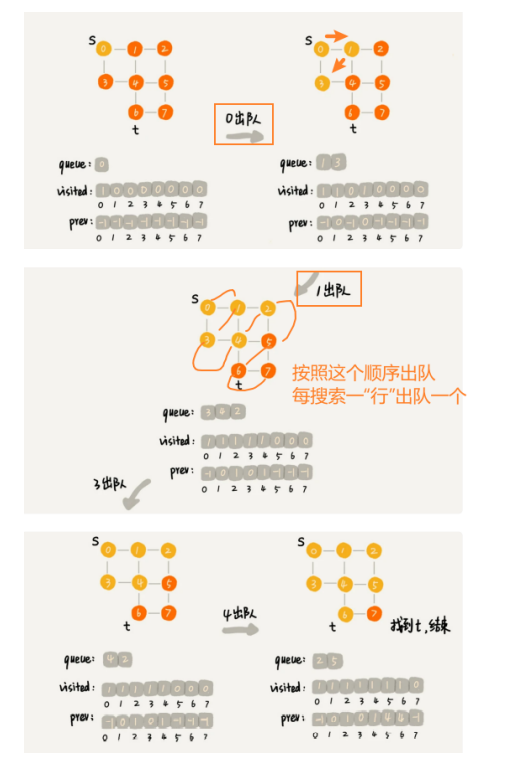 S
0 1 2
3 4 5
6 7
t
queue: 0
visited: 1 0 0 0 0 0 0 0
0 1 2 3 4 5 6 7
prev: -1 -1 -1 -1 -1 -1 -1 -1
0 1 2 3 4 5 6 7
0出队
S
0 1 2
3 4 5
6 7
t
queue: 1 3
visited: 1 1 0 1 0 0 0 0
0 1 2 3 4 5 6 7
prev: -1 0 -1 0 -1 -1 -1 -1
0 1 2 3 4 5 6 7
1出队
S
0 1 2
3 4 5
6 7
t
按照这个顺序出队
每搜索一“行”出队一个
queue: 3 4 2
visited: 1 1 1 1 1 0 0 0
0 1 2 3 4 5 6 7
prev: -1 0 1 0 1 -1 -1 -1
0 1 2 3 4 5 6 7
3出队
S
0 1 2
3 4 5
6 7
t
queue: 4 2
visited: 1 1 1 1 1 0 0 0
0 1 2 3 4 5 6 7
prev: -1 0 1 0 1 -1 -1 -1
0 1 2 3 4 5 6 7
4出队
S
0 1 2
3 4 5
6 7
t
找到t,结束
queue: 2 5
visited: 1 1 1 1 1 1 1 0
0 1 2 3 4 5 6 7
prev: -1 0 1 0 1 4 4 -1
0 1 2 3 4 5 6 7